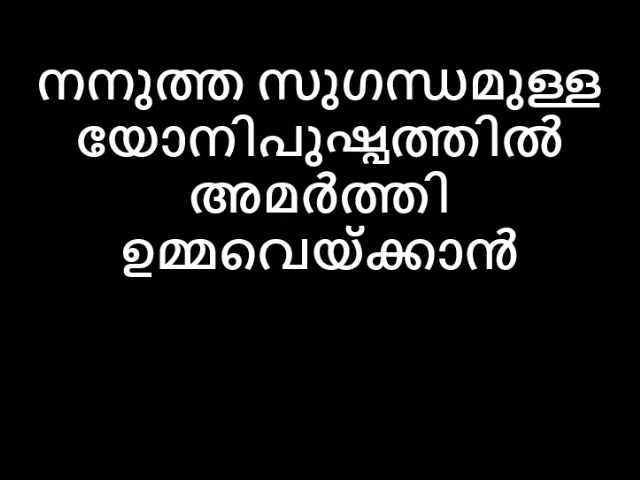 നനുത്ത സുഗന്ധമുള്ള
യോനിപുഷ്പത്തിൽ
അമർത്തി
ഉമ്മവെയ്ക്കാൻ